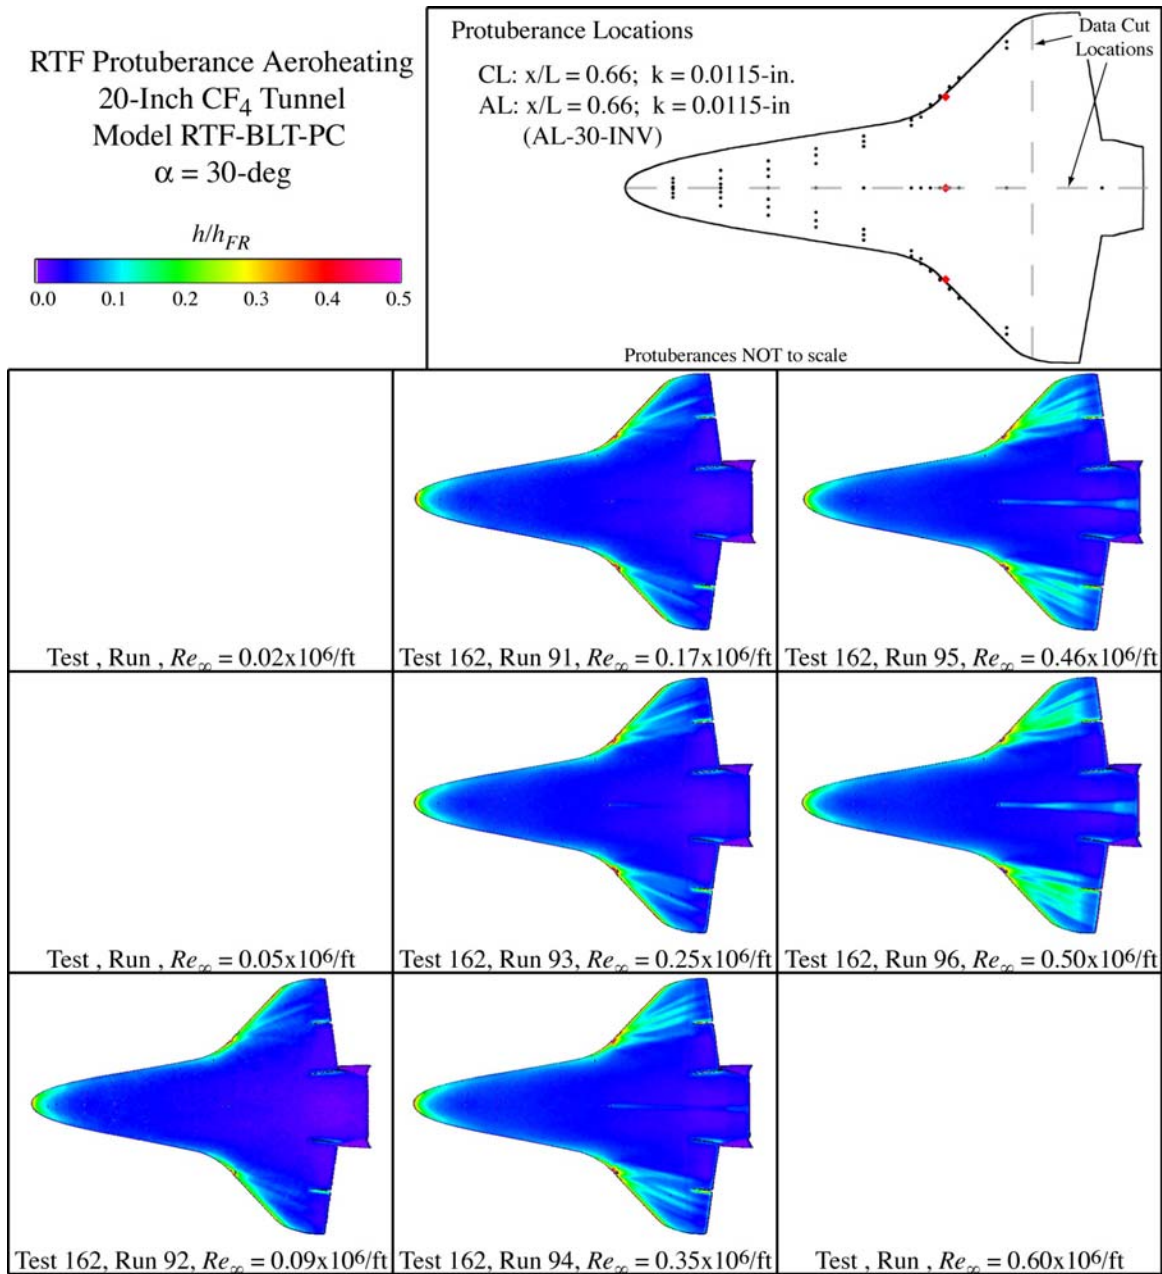 RTF Protuberance Aeroheating
20-Inch CF₄ Tunnel
Model RTF-BLT-PC
α = 30-deg
h/h_FR
0.0 0.1 0.2 0.3 0.4 0.5
Protuberance Locations
CL: x/L = 0.66; k = 0.0115-in.
AL: x/L = 0.66; k = 0.0115-in
(AL-30-INV)
Data Cut
Locations
Protuberances NOT to scale
Test , Run , Re∞ = 0.02x10⁶/ft
Test 162, Run 91, Re∞ = 0.17x10⁶/ft
Test 162, Run 95, Re∞ = 0.46x10⁶/ft
Test , Run , Re∞ = 0.05x10⁶/ft
Test 162, Run 93, Re∞ = 0.25x10⁶/ft
Test 162, Run 96, Re∞ = 0.50x10⁶/ft
Test 162, Run 92, Re∞ = 0.09x10⁶/ft
Test 162, Run 94, Re∞ = 0.35x10⁶/ft
Test , Run , Re∞ = 0.60x10⁶/ft